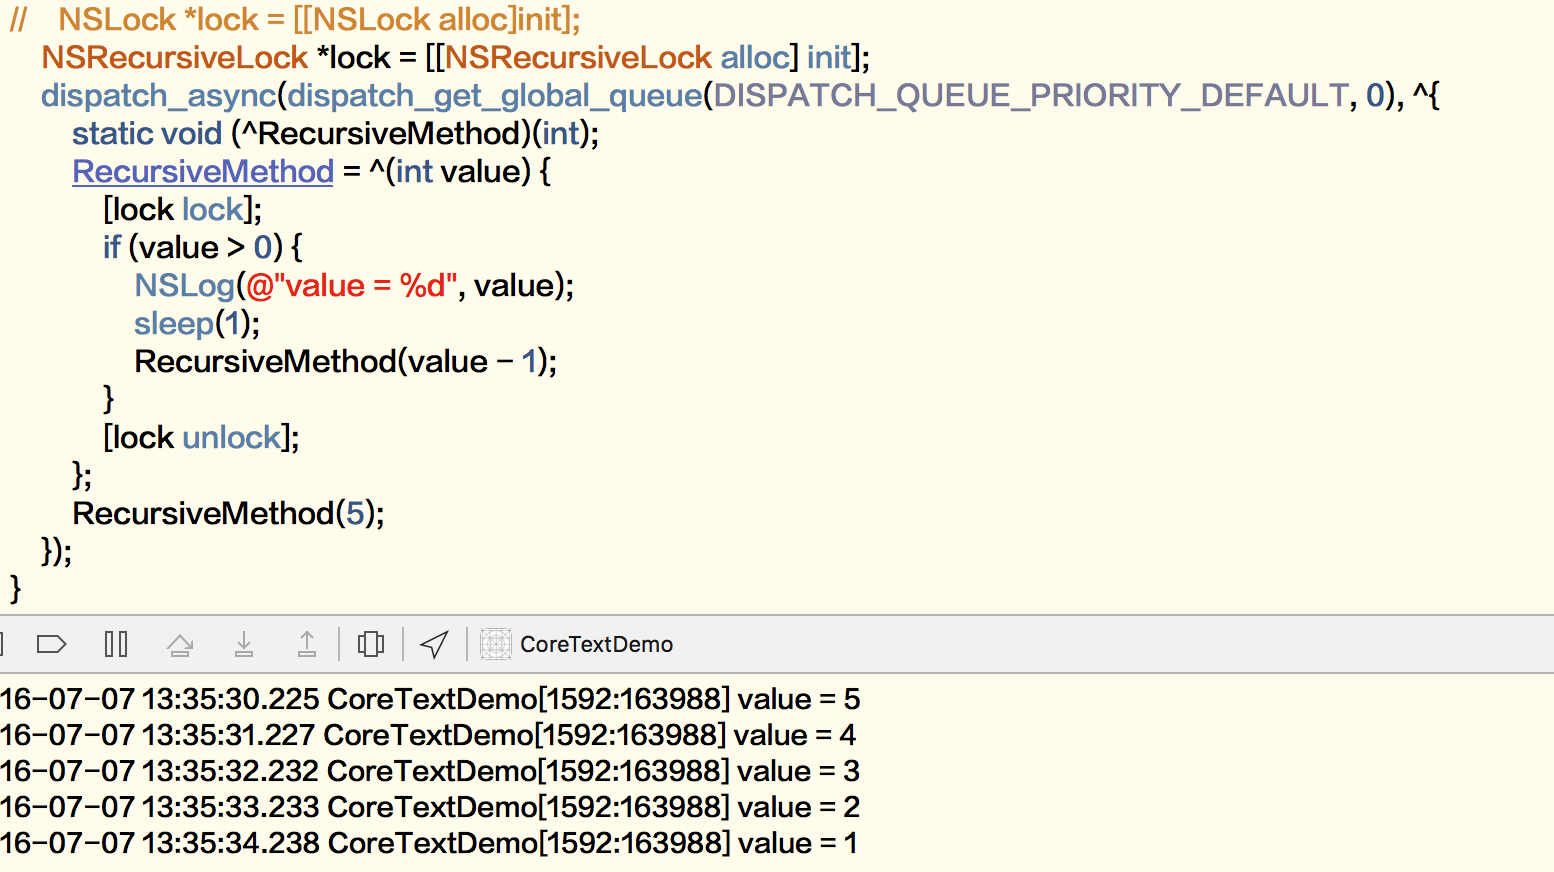 // NSLock *lock = [[NSLock alloc]init];
NSRecursiveLock *lock = [[NSRecursiveLock alloc] init];
dispatch_async(dispatch_get_global_queue(DISPATCH_QUEUE_PRIORITY_DEFAULT, 0), ^{
static void (^RecursiveMethod)(int);
RecursiveMethod = ^(int value) {
[lock lock];
if (value > 0) {
NSLog(@"value = %d", value);
sleep(1);
RecursiveMethod(value - 1);
}
[lock unlock];
};
RecursiveMethod(5);
});
}
CoreTextDemo
16-07-07 13:35:30.225 CoreTextDemo[1592:163988] value = 5
16-07-07 13:35:31.227 CoreTextDemo[1592:163988] value = 4
16-07-07 13:35:32.232 CoreTextDemo[1592:163988] value = 3
16-07-07 13:35:33.233 CoreTextDemo[1592:163988] value = 2
16-07-07 13:35:34.238 CoreTextDemo[1592:163988] value = 1